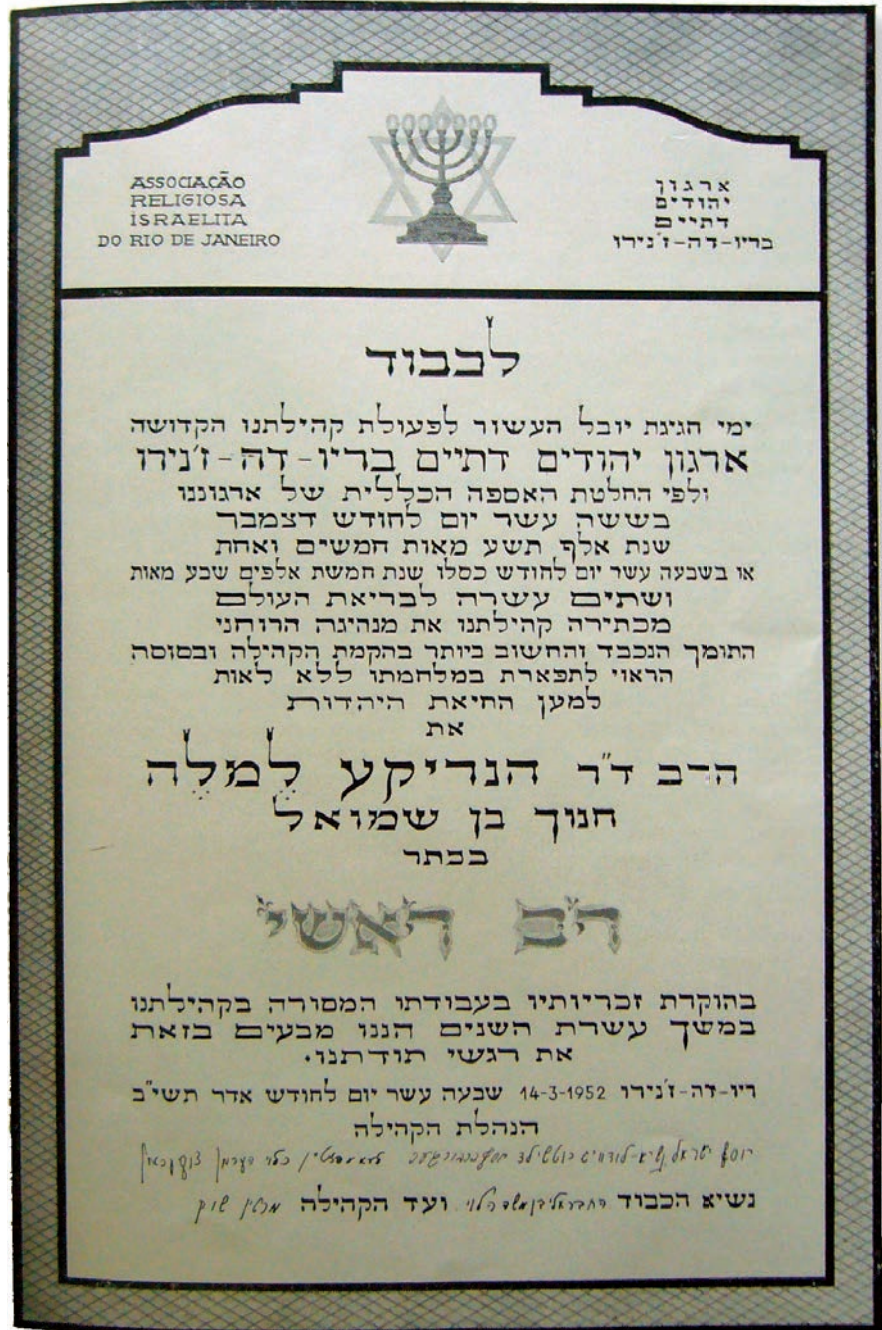 ASSOCIAÇÃO
RELIGIOSA
ISRAELITA
DO RIO DE JANEIRO
ארגון
יהודים
דתיים
בריו-דה-ז'נירו
לכבוד
ימי חגיגת יובל העשור לפעולת קהילתנו הקדושה
ארגון יהודים דתיים בריו-דה-ז'נירו
ולפי החלטת האספה הכללית של ארגוננו
בששה עשר יום לחודש דצמבר
שנת אלף תשע מאות חמשים ואחת
או בשבעה עשר יום לחודש כסלו שנת חמשת אלפים שבע מאות
ושתים עשרה לבריאת העולם
מכתירה קהילתנו את מנהיגה הרוחני
התומך הנכבד והחשוב ביותר בהקמת הקהילה ובסוסה
הראוי לתפארת במלחמתו ללא לאות
למען החיאת היהדות
את
הרב ד"ר הנריקע לֶמלֶה
חנוך בן שמואל
בכתר
רב ראשי
בהוקרת זכריותיו בעבודתו המסורה בקהילתנו
במשך עשרת השנים הננו מבעים בזאת
את רגשי תודתנו.
ריו-דה-ז'נירו 14-3-1952 שבעה עשר יום לחודש אדר תשי"ב
הנהלת הקהילה
נשיא הכבוד ועד הקהילה